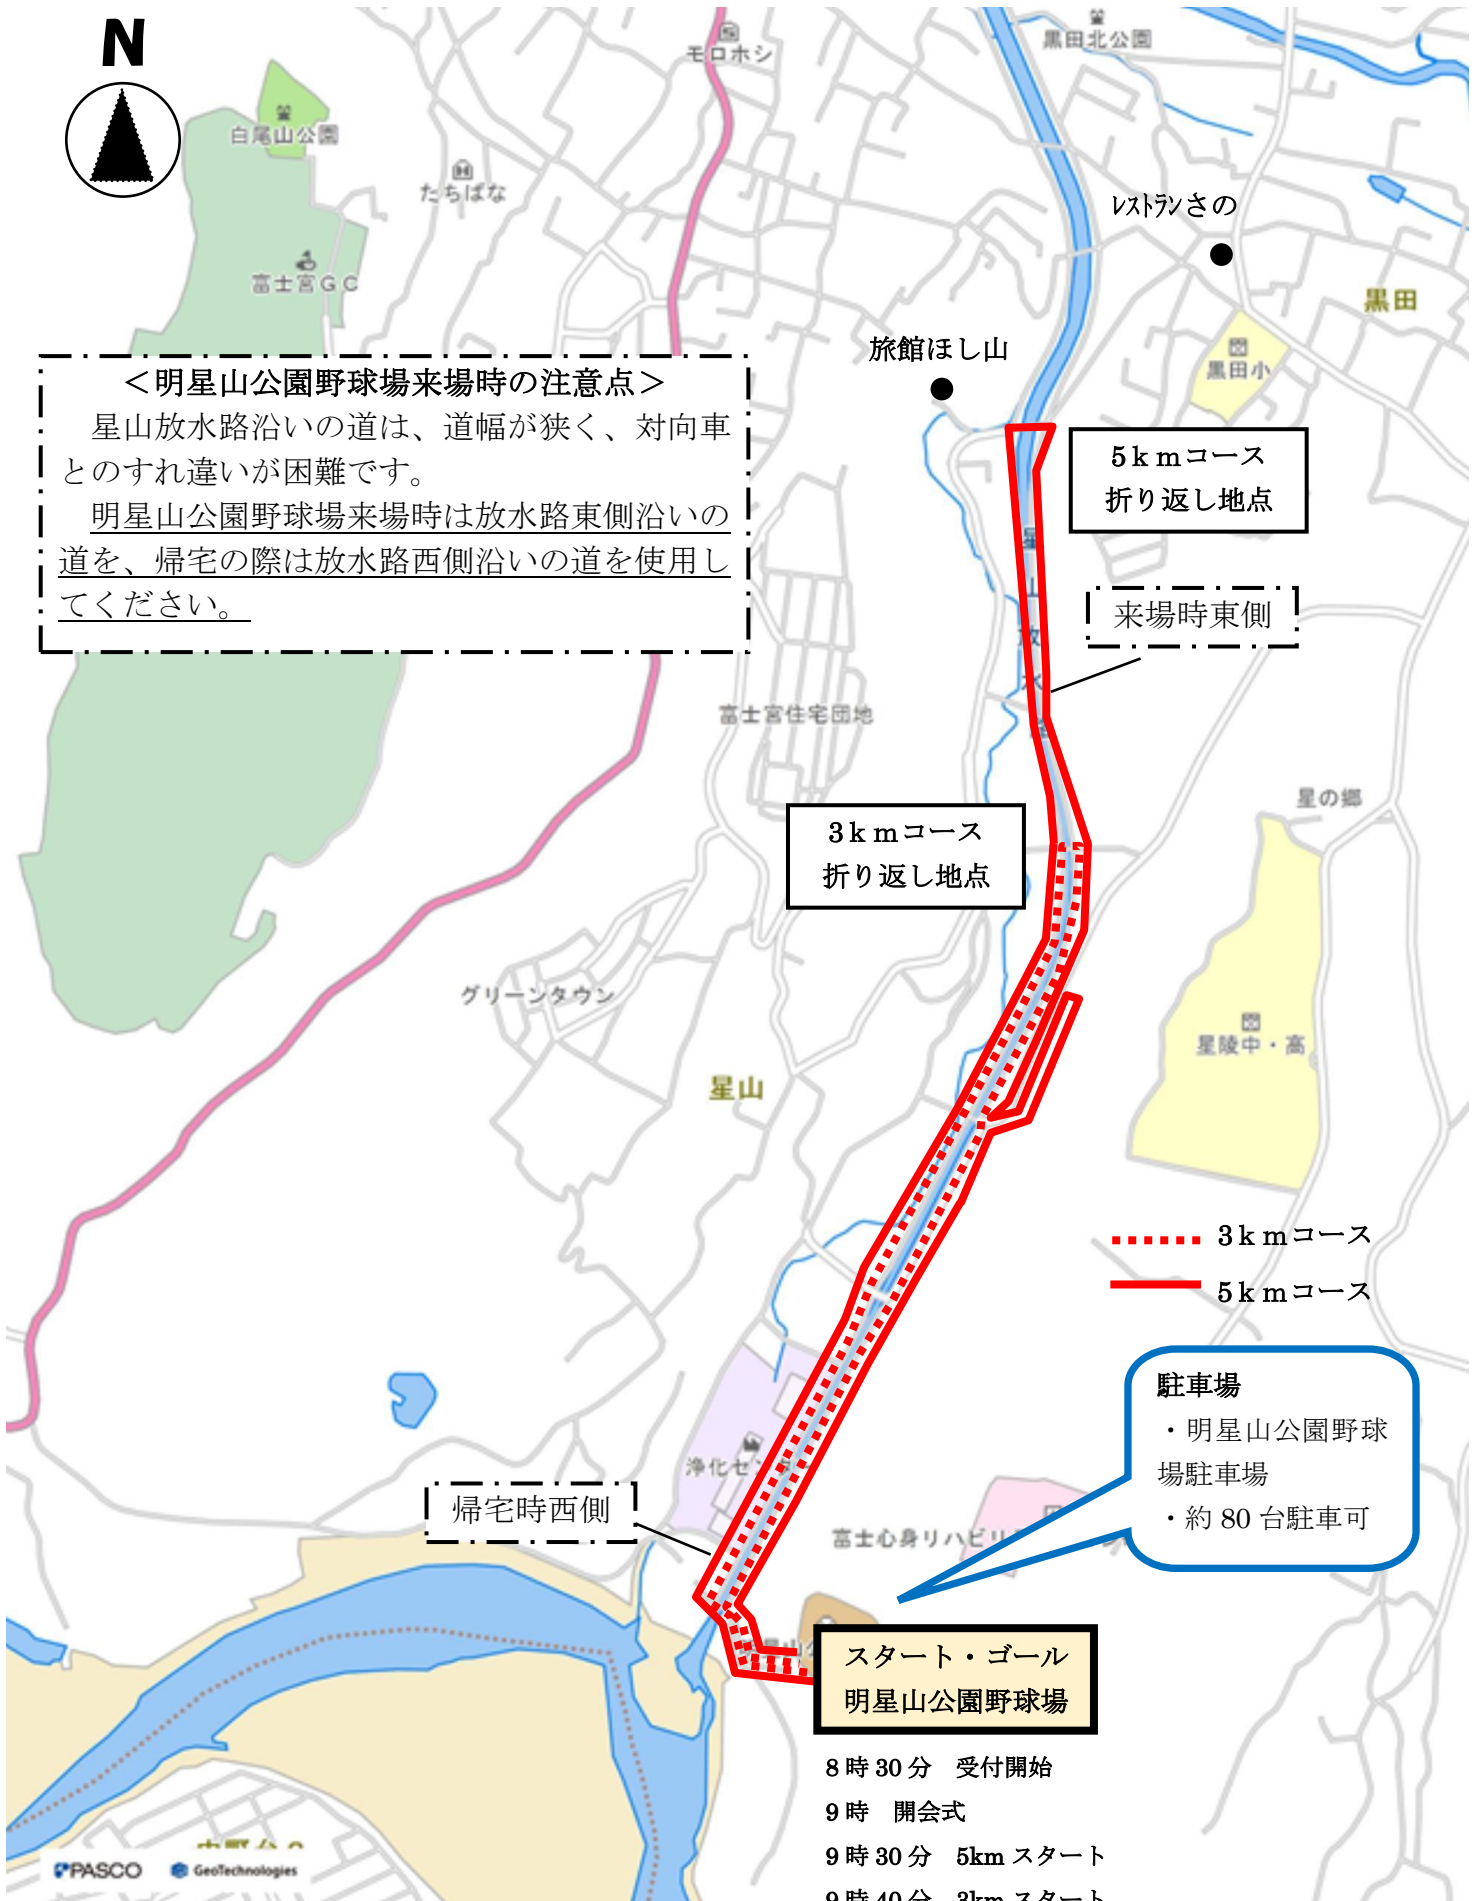 N
モロホシ
黒田北公園
白尾山公園
たちばな
レストランさの
富士宮GC
黒田
旅館ほし山
黒田小
＜明星山公園野球場来場時の注意点＞
星山放水路沿いの道は、道幅が狭く、対向車
とのすれ違いが困難です。
明星山公園野球場来場時は放水路東側沿いの
道を、帰宅の際は放水路西側沿いの道を使用し
てください。
5ｋｍコース
折り返し地点
星山放水路
来場時東側
富士宮住宅団地
星の郷
3ｋｍコース
折り返し地点
グリーンタウン
星陵中・高
星山
3ｋｍコース
5ｋｍコース
駐車場
・明星山公園野球
場駐車場
・約 80 台駐車可
浄化セ
帰宅時西側
富士心身リハビリ
スタート・ゴール
明星山公園野球場
8 時 30 分　受付開始
9 時　開会式
9 時 30 分　5km スタート
9 時 40 分　3km スタート
PASCO
GeoTechnologies